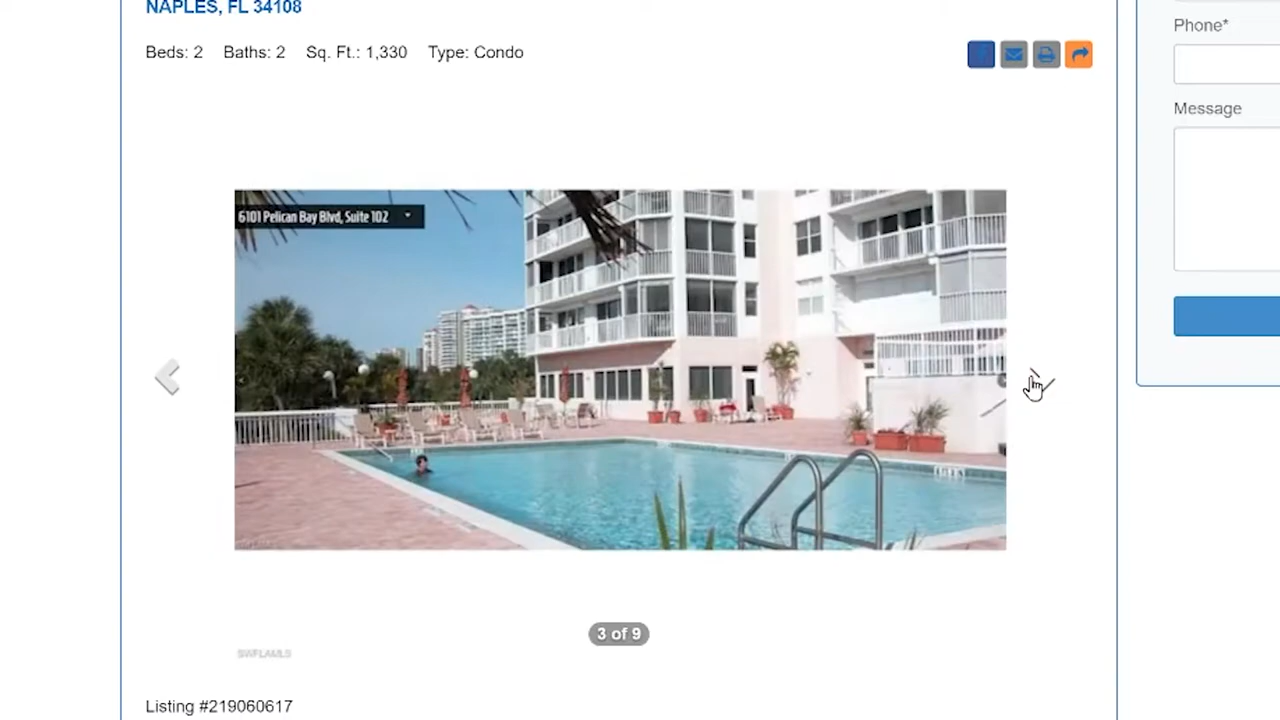 NAPLES, FL 34108
Beds: 2 Baths: 2 Sq. Ft.: 1,330 Type: Condo
Phone*
Message
6101 Pelican Bay Blvd, Suite 102
3 of 9
SWFLAMLS
Listing #219060617